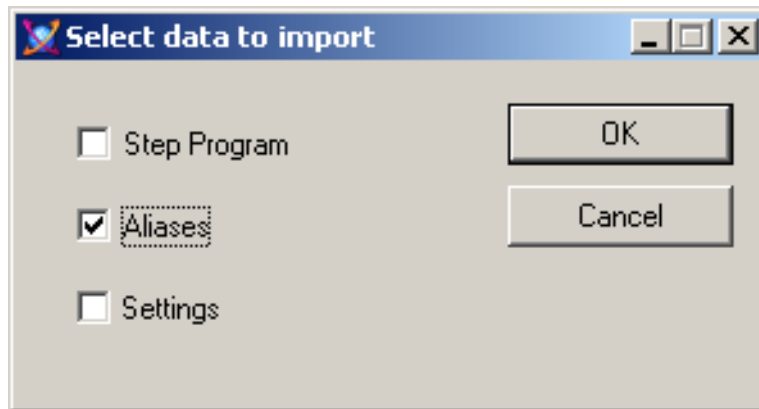 Select data to import
Step Program
OK
Aliases
Cancel
Settings